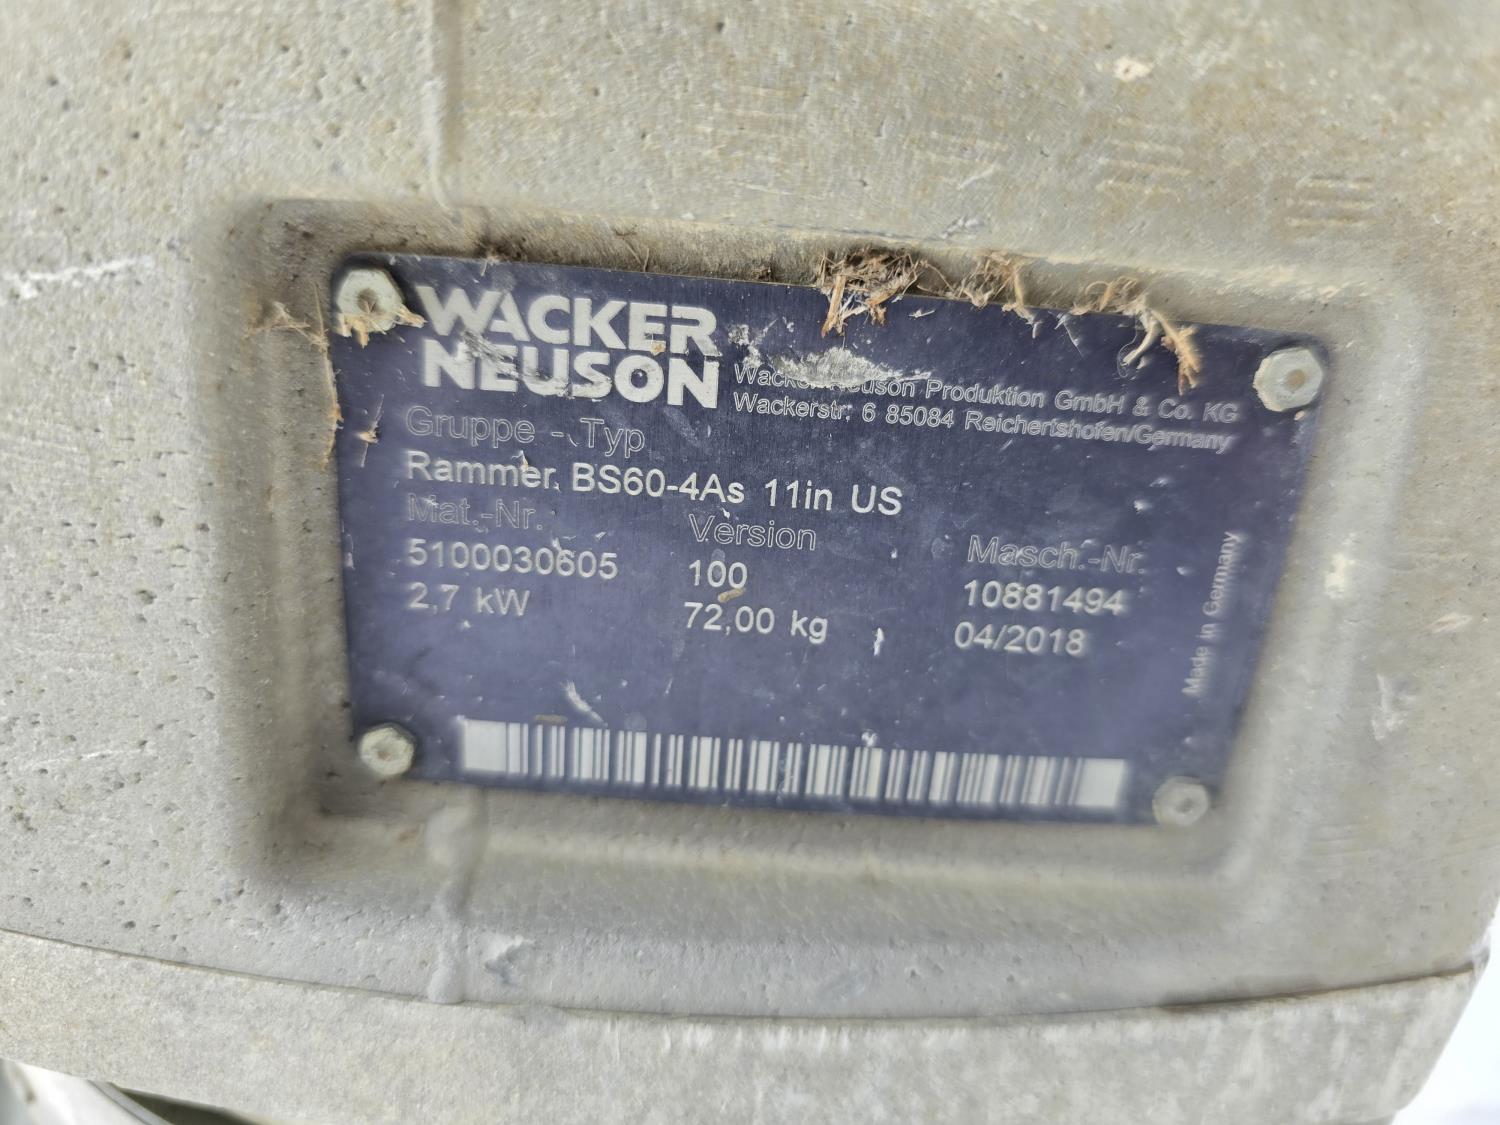 WACKER
NEUSON
Wacker Neuson Produktion GmbH & Co. KG
Wackerstr. 6 85084 Reichertshofen/Germany
Gruppe - Typ
Rammer. BS60-4As 11in US
Mat.-Nr. Version Masch.-Nr.
5100030605 100 10881494
2,7 kW 72,00 kg 04/2018
Made in Germany